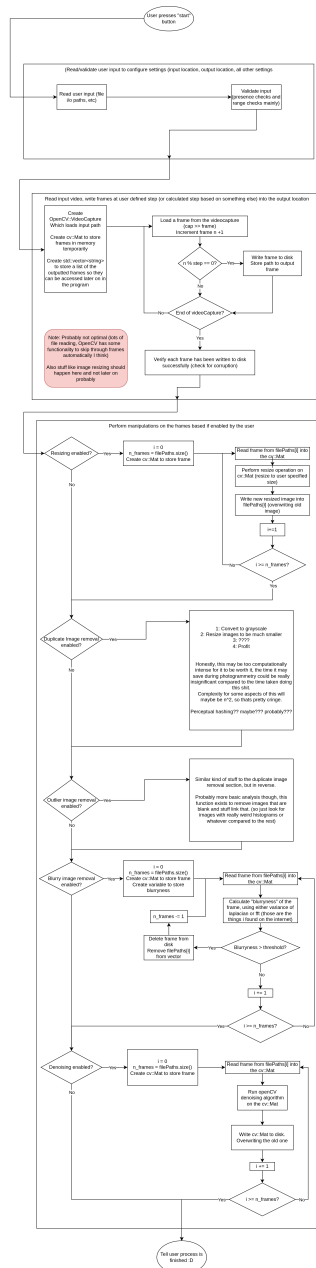 User presses "start"
button
(Read/validate user input to configure settings (input location, output location, all other settings
Read user input (file
i/o paths, etc)
Validate input
(presence checks and
range checks mainly)
Read input video, write frames at user defined step (or calculated step based on something else) into the output location
Create
OpenCV::VideoCapture
Which loads input path
Create cv::Mat to store
frames in memory
temporarily
Create std::vector<string>
to store a list of the
outputted frames so they
can be accessed later on in
the program
Load a frame from the videocapture
(cap >> frame)
Increment frame n +1
n % step == 0?
Yes
Write frame to disk
Store path to output
frame
No
End of videoCapture?
No
Yes
Verify each frame has been written to disk
successfully (check for corruption)
Note: Probably not optimal (lots of
file reading, OpenCV has some
functionality to skip through frames
automatically I think)
Also stuff like image resizing should
happen here and not later on
probably
Perform manipulations on the frames based if enabled by the user
Resizing enabled?
Yes
No
i = 0
n_frames = filePaths.size()
Create cv::Mat to store frame
Read frame from filePaths[i] into
the cv::Mat
Perform resize operation on
cv::Mat (resize to user specified
size)
Write new resized image into
filePaths[i] (overwriting old
image)
i+=1
i >= n_frames?
No
Yes
Duplicate Image removal
enabled?
Yes
No
1: Convert to grayscale
2: Resize images to be much smaller
3: ????
4: Profit
Honestly, this may be too computationally
intense for it to be worth it, the time it may
save during photogrammetry could be really
insignificant compared to the time taken doing
this shit.
Complexity for some aspects of this will
maybe be n^2, so thats pretty cringe.
Perceptual hashing?? maybe??? probably???
Outlier image removal
enabled?
Yes
No
Similar kind of stuff to the duplicate image
removal section, but in reverse.
Probably more basic analysis though, this
function exists to remove images that are
blank and stuff link that. (so just look for
images with really weird histograms or
whatever compared to the rest)
Blurry image removal
enabled?
Yes
No
i = 0
n_frames = filePaths.size()
Create cv::Mat to store frame
Create variable to store
blurryness
Read frame from filePaths[i] into
the cv::Mat
Calculate "blurryness" of the
frame, using either variance of
laplacian or fft (those are the
things i found on the internet)
n_frames -= 1
Delete frame from
disk
Remove filePaths[i]
from vector
Yes
Blurryness > threshold?
No
i += 1
i >= n_frames?
Yes
No
Denoising enabled?
Yes
No
i = 0
n_frames = filePaths.size()
Create cv::Mat to store frame
Read frame from filePaths[i] into
the cv::Mat
Run openCV
denoising algorithm
on the cv::Mat
Write cv::Mat to disk.
Overwriting the old one
i += 1
i >= n_frames?
Yes
No
Tell user process is
finished :D